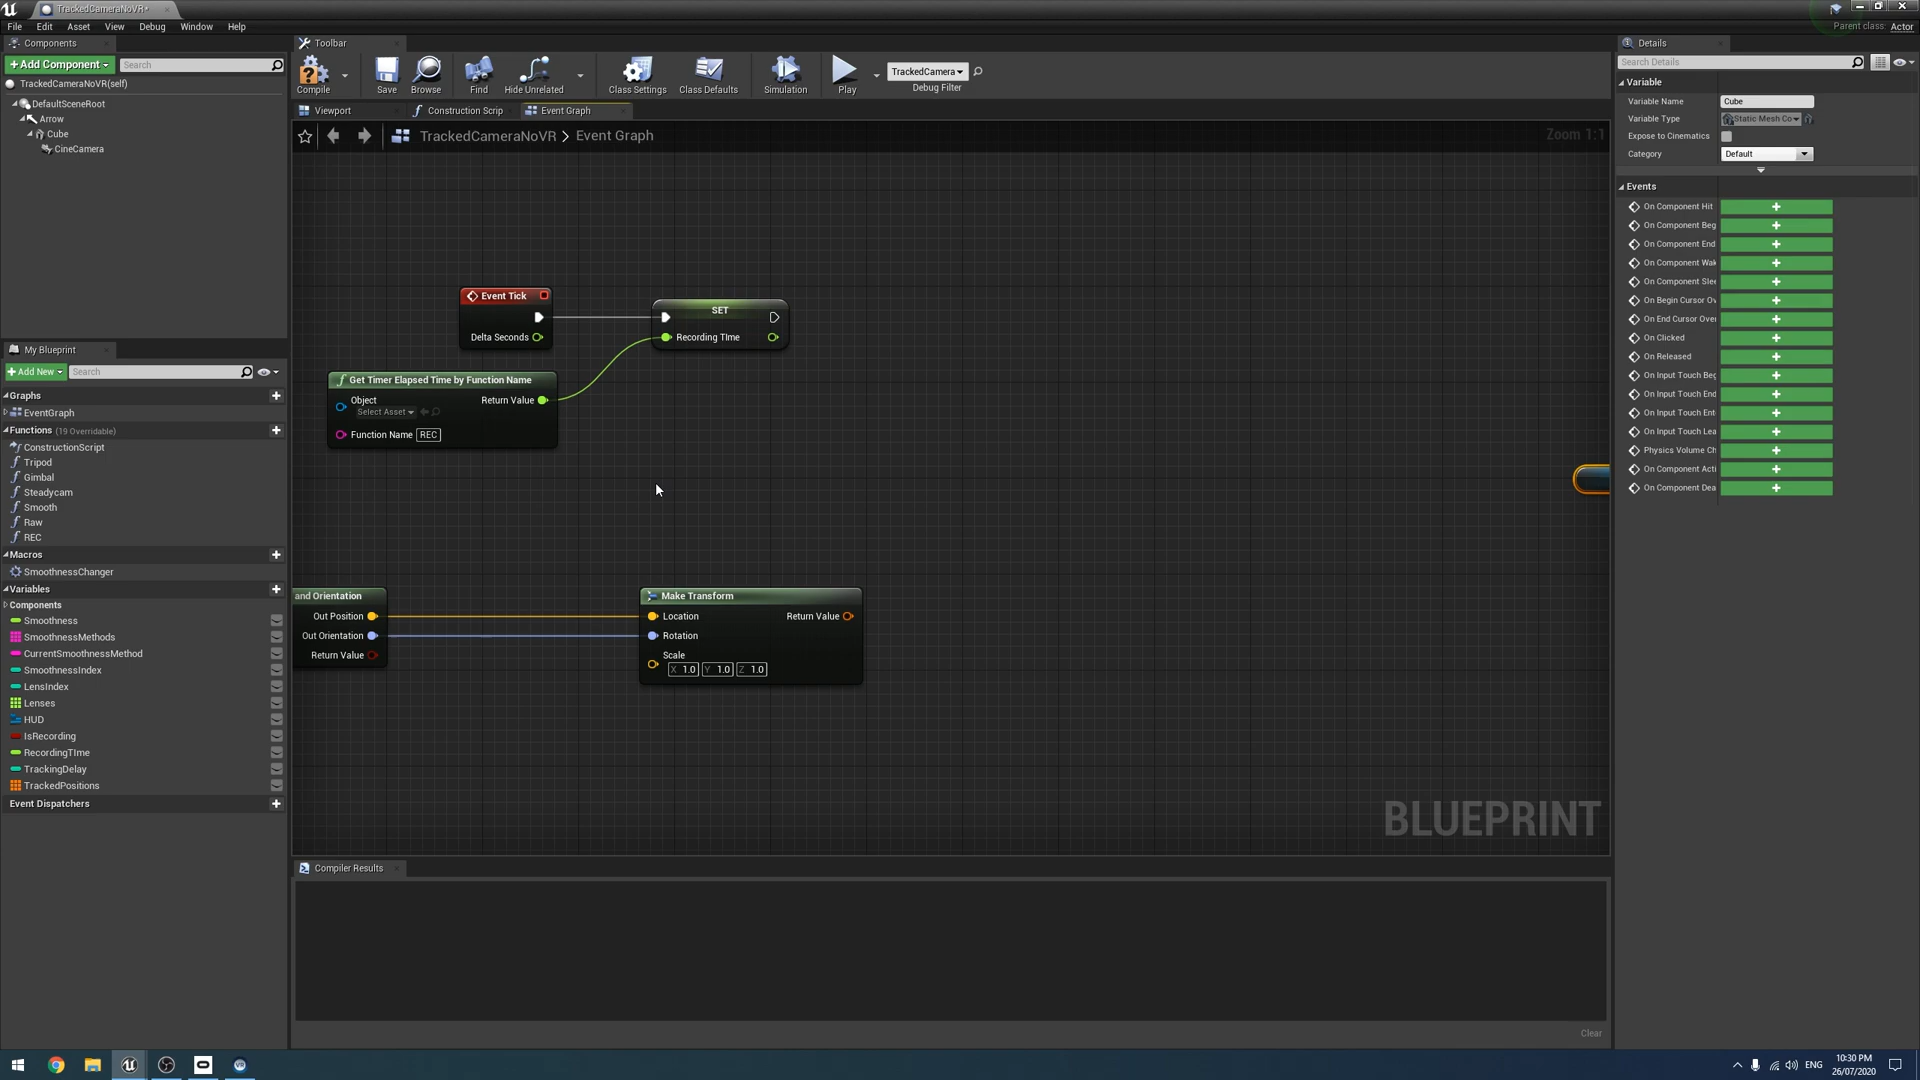 TrackedCameraNoVR*
File Edit Asset View Debug Window Help
Parent class: Actor
Components
+Add Component
Search
TrackedCameraNoVR(self)
DefaultSceneRoot
Arrow
Cube
CineCamera
My Blueprint
+Add New
Search
Graphs
EventGraph
Functions (19 Overridable)
ConstructionScript
Tripod
Gimbal
Steadycam
Smooth
Raw
REC
Macros
SmoothnessChanger
Variables
Components
Smoothness
SmoothnessMethods
CurrentSmoothnessMethod
SmoothnessIndex
LensIndex
Lenses
HUD
IsRecording
RecordingTIme
TrackingDelay
TrackedPositions
Event Dispatchers
Toolbar
Compile
Save
Browse
Find
Hide Unrelated
Class Settings
Class Defaults
Simulation
Play
TrackedCamera
Debug Filter
Viewport
Construction Scrip
Event Graph
TrackedCameraNoVR > Event Graph
Zoom 1:1
Event Tick
Delta Seconds
SET
Recording TIme
Get Timer Elapsed Time by Function Name
Object
Select Asset
Return Value
Function Name REC
and Orientation
Out Position
Out Orientation
Return Value
Make Transform
Location
Return Value
Rotation
Scale
X 1.0 Y 1.0 Z 1.0
BLUEPRINT
Compiler Results
Clear
Details
Search Details
Variable
Variable Name Cube
Variable Type Static Mesh Co
Expose to Cinematics
Category Default
Events
On Component Hit
On Component Beg
On Component End
On Component Wak
On Component Slee
On Begin Cursor Ov
On End Cursor Over
On Clicked
On Released
On Input Touch Beg
On Input Touch End
On Input Touch Ent
On Input Touch Lea
Physics Volume Ch
On Component Acti
On Component Dea
ENG
10:30 PM
26/07/2020